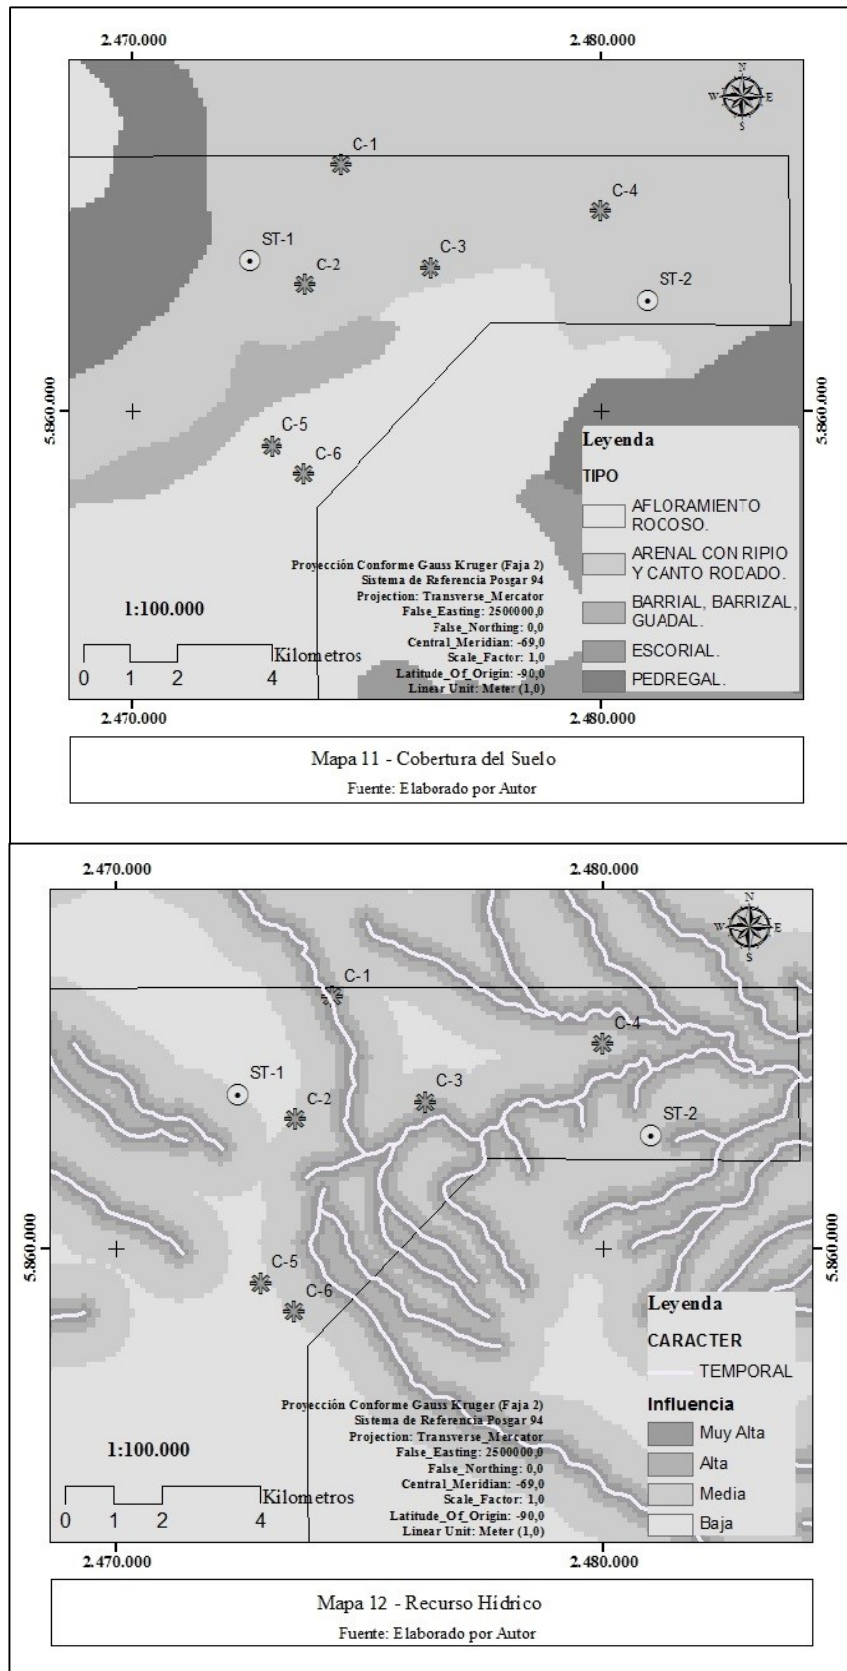 2.470.000 2.480.000
N
W E
S
C-1
C-4
ST-1
C-3
C-2
ST-2
5.860.000 5.860.000
C-5
C-6
Leyenda
TIPO
AFLORAMIENTO
ROCOSO.
ARENAL CON RIPIO
Y CANTO RODADO.
BARRIAL, BARRIZAL,
GUADAL.
ESCORIAL.
PEDREGAL.
Proyección Conforme Gauss Kruger (Faja 2)
Sistema de Referencia Posgar 94
Projection: Transverse_Mercator
False_Easting: 2500000,0
False_Northing: 0,0
Central_Meridian: -69,0
Scale_Factor: 1,0
Latitude_Of_Origin: -90,0
Linear Unit: Meter (1,0)
1:100.000
Kilometros
0 1 2 4
2.470.000 2.480.000
Mapa 11 - Cobertura del Suelo
Fuente: Elaborado por Autor
2.470.000 2.480.000
N
W E
S
C-1
C-4
ST-1
C-3
C-2
ST-2
5.860.000 5.860.000
C-5
C-6
Leyenda
CARACTER
TEMPORAL
Influencia
Muy Alta
Alta
Media
Baja
Proyección Conforme Gauss Kruger (Faja 2)
Sistema de Referencia Posgar 94
Projection: Transverse_Mercator
False_Easting: 2500000,0
False_Northing: 0,0
Central_Meridian: -69,0
Scale_Factor: 1,0
Latitude_Of_Origin: -90,0
Linear Unit: Meter (1,0)
1:100.000
Kilometros
0 1 2 4
2.470.000 2.480.000
Mapa 12 - Recurso Hídrico
Fuente: Elaborado por Autor